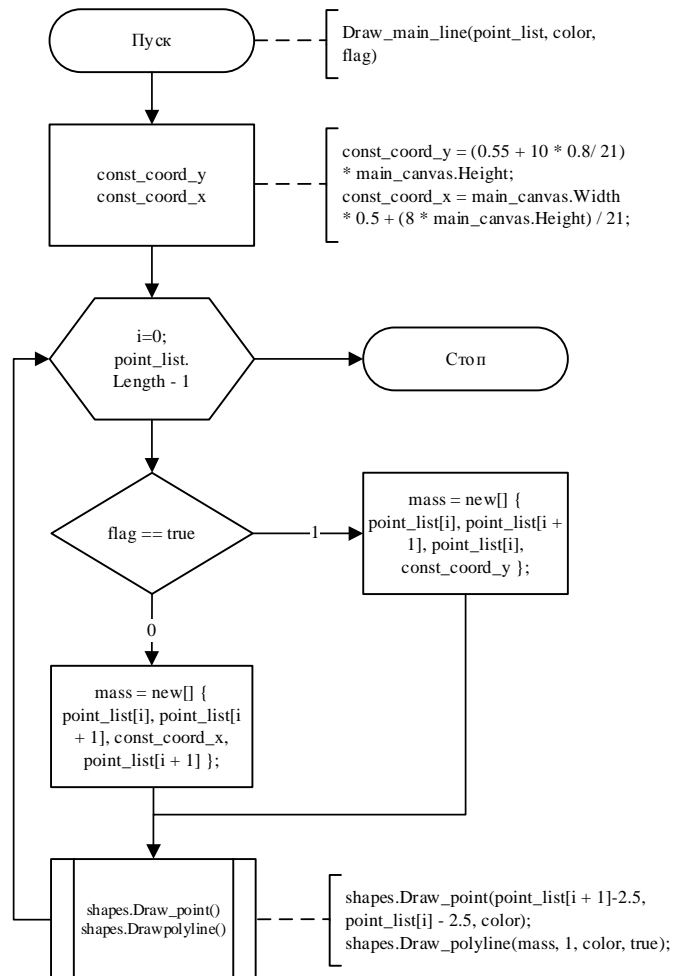 Пуск
Draw_main_line(point_list, color,
flag)
const_coord_y
const_coord_x
const_coord_y = (0.55 + 10 * 0.8/ 21)
* main_canvas.Height;
const_coord_x = main_canvas.Width
* 0.5 + (8 * main_canvas.Height) / 21;
i=0;
point_list.
Length - 1
Стоп
flag == true
1
mass = new[] {
point_list[i], point_list[i +
1], point_list[i],
const_coord_y };
0
mass = new[] {
point_list[i], point_list[i
+ 1], const_coord_x,
point_list[i + 1] };
shapes.Draw_point()
shapes.Drawpolyline()
shapes.Draw_point(point_list[i + 1]-2.5,
point_list[i] - 2.5, color);
shapes.Draw_polyline(mass, 1, color, true);